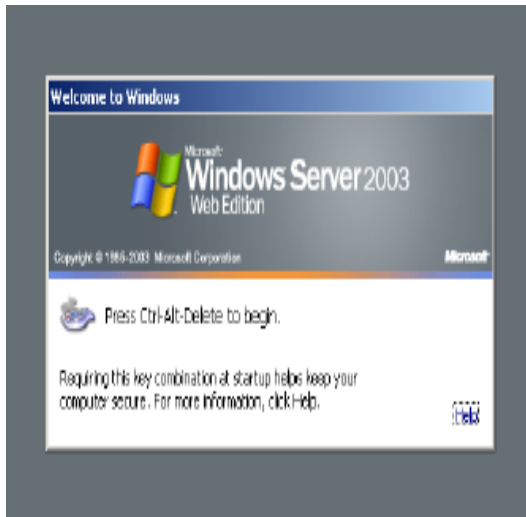 Welcome to Windows
Microsoft
Windows Server 2003
Web Edition
Copyright © 1985-2003 Microsoft Corporation Microsoft
Press Ctrl-Alt-Delete to begin.
Requiring this key combination at startup helps keep your
computer secure. For more information, click Help.
Help